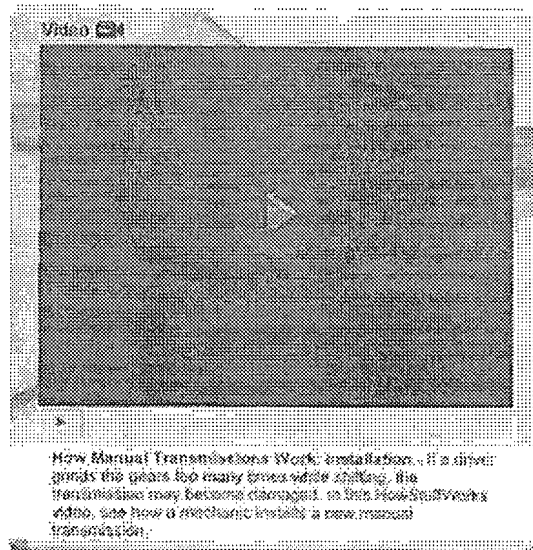 Video
How Manual Transmissions Work: Installation - If a driver
grinds the gears too many times while shifting, the
transmission may become damaged. In this HowStuffWorks
video, see how a mechanic installs a new manual
transmission.